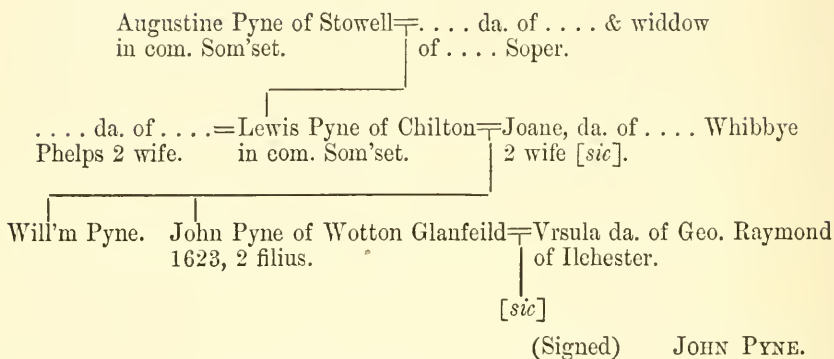 Augustine Pyne of Stowell=. . . . da. of . . . . & widdow
in com. Som'set. of . . . . Soper.
. . . . da. of . . . .=Lewis Pyne of Chilton=Joane, da. of . . . . Whibbye
Phelps 2 wife. in com. Som'set. 2 wife [sic].
Will'm Pyne. John Pyne of Wotton Glanfeild=Vrsula da. of Geo. Raymond
1623, 2 filius. of Ilchester.
[sic]
(Signed) JOHN PYNE.